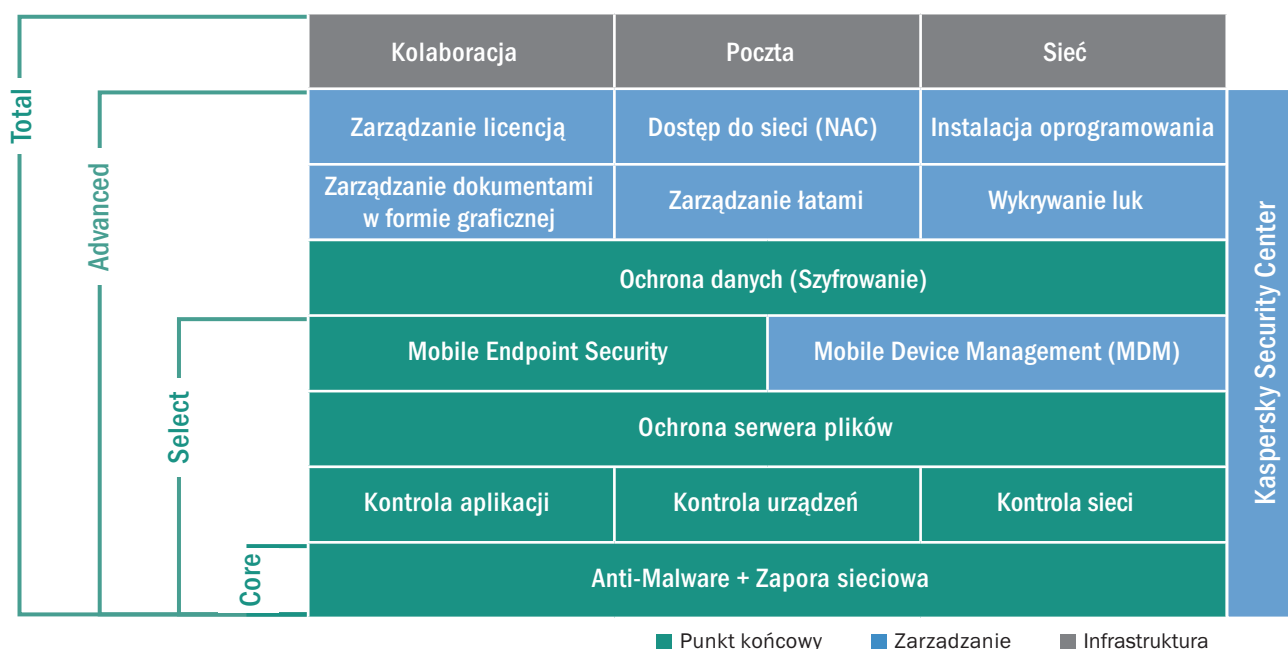 Total
Advanced
Select
Core
Kolaboracja
Poczta
Sieć
Zarządzanie licencją
Dostęp do sieci (NAC)
Instalacja oprogramowania
Zarządzanie dokumentami
w formie graficznej
Zarządzanie łatami
Wykrywanie luk
Ochrona danych (Szyfrowanie)
Mobile Endpoint Security
Mobile Device Management (MDM)
Ochrona serwera plików
Kontrola aplikacji
Kontrola urządzeń
Kontrola sieci
Anti-Malware + Zapora sieciowa
Kaspersky Security Center
Punkt końcowy
Zarządzanie
Infrastruktura